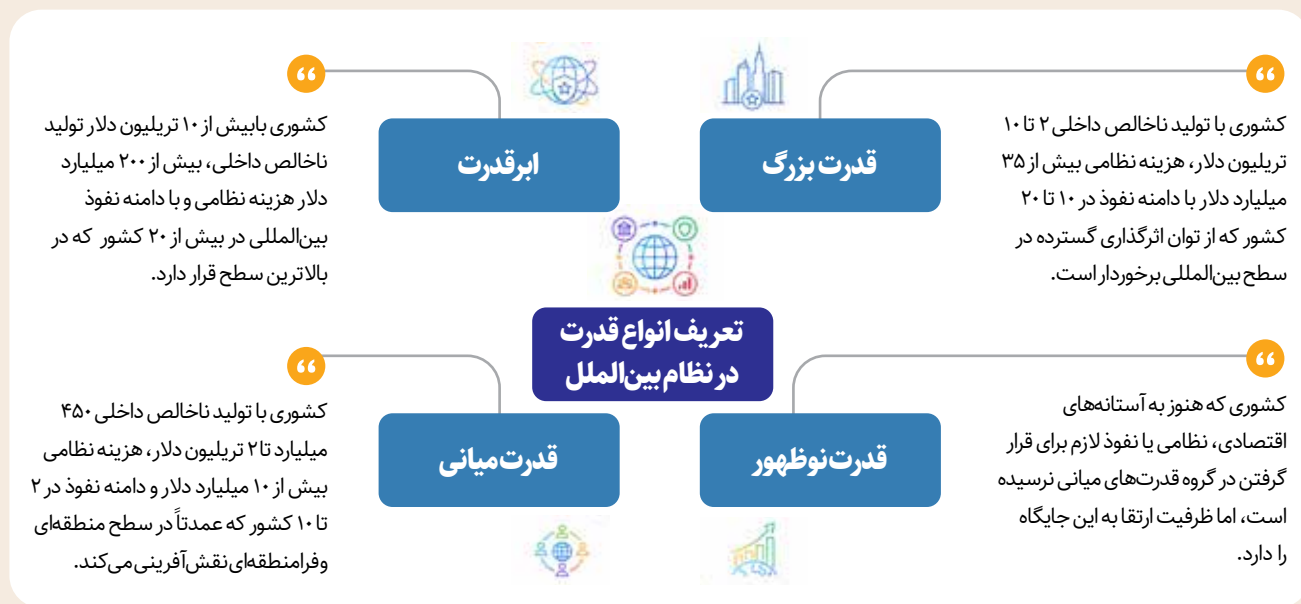 کشوری با تولید ناخالص داخلی ۲ تا ۱۰
تریلیون دلار، هزینه نظامی بیش از ۳۵
میلیارد دلار با دامنه نفوذ در ۱۰ تا ۲۰
کشور که از توان اثرگذاری گسترده در
سطح بین‌المللی برخوردار است.
قدرت بزرگ
ابرقدرت
کشوری بابیش از ۱۰ تریلیون دلار تولید
ناخالص داخلی، بیش از ۲۰۰ میلیارد
دلار هزینه نظامی و با دامنه نفوذ
بین‌المللی در بیش از ۲۰ کشور که در
بالاترین سطح قرار دارد.
تعریف انواع قدرت
در نظام بین‌الملل
کشوری که هنوز به آستانه‌های
اقتصادی، نظامی یا نفوذ لازم برای قرار
گرفتن در گروه قدرت‌های میانی نرسیده
است، اما ظرفیت ارتقا به این جایگاه
را دارد.
قدرت نوظهور
قدرت میانی
کشوری با تولید ناخالص داخلی ۴۵۰
میلیارد تا ۲ تریلیون دلار، هزینه نظامی
بیش از ۱۰ میلیارد دلار و دامنه نفوذ در ۲
تا ۱۰ کشور که عمدتاً در سطح منطقه‌ای
وفرامنطقه‌ای نقش‌آفرینی می‌کند.